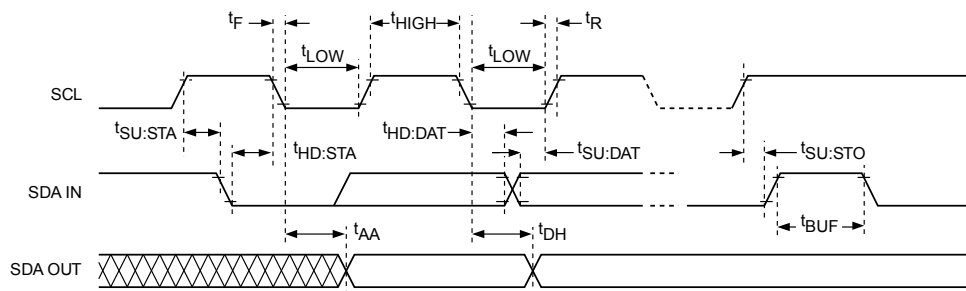 tF
tHIGH
tR
tLOW
tLOW
SCL
tSU:STA
tHD:STA
tHD:DAT
tSU:DAT
tSU:STO
SDA IN
tBUF
tAA
tDH
SDA OUT